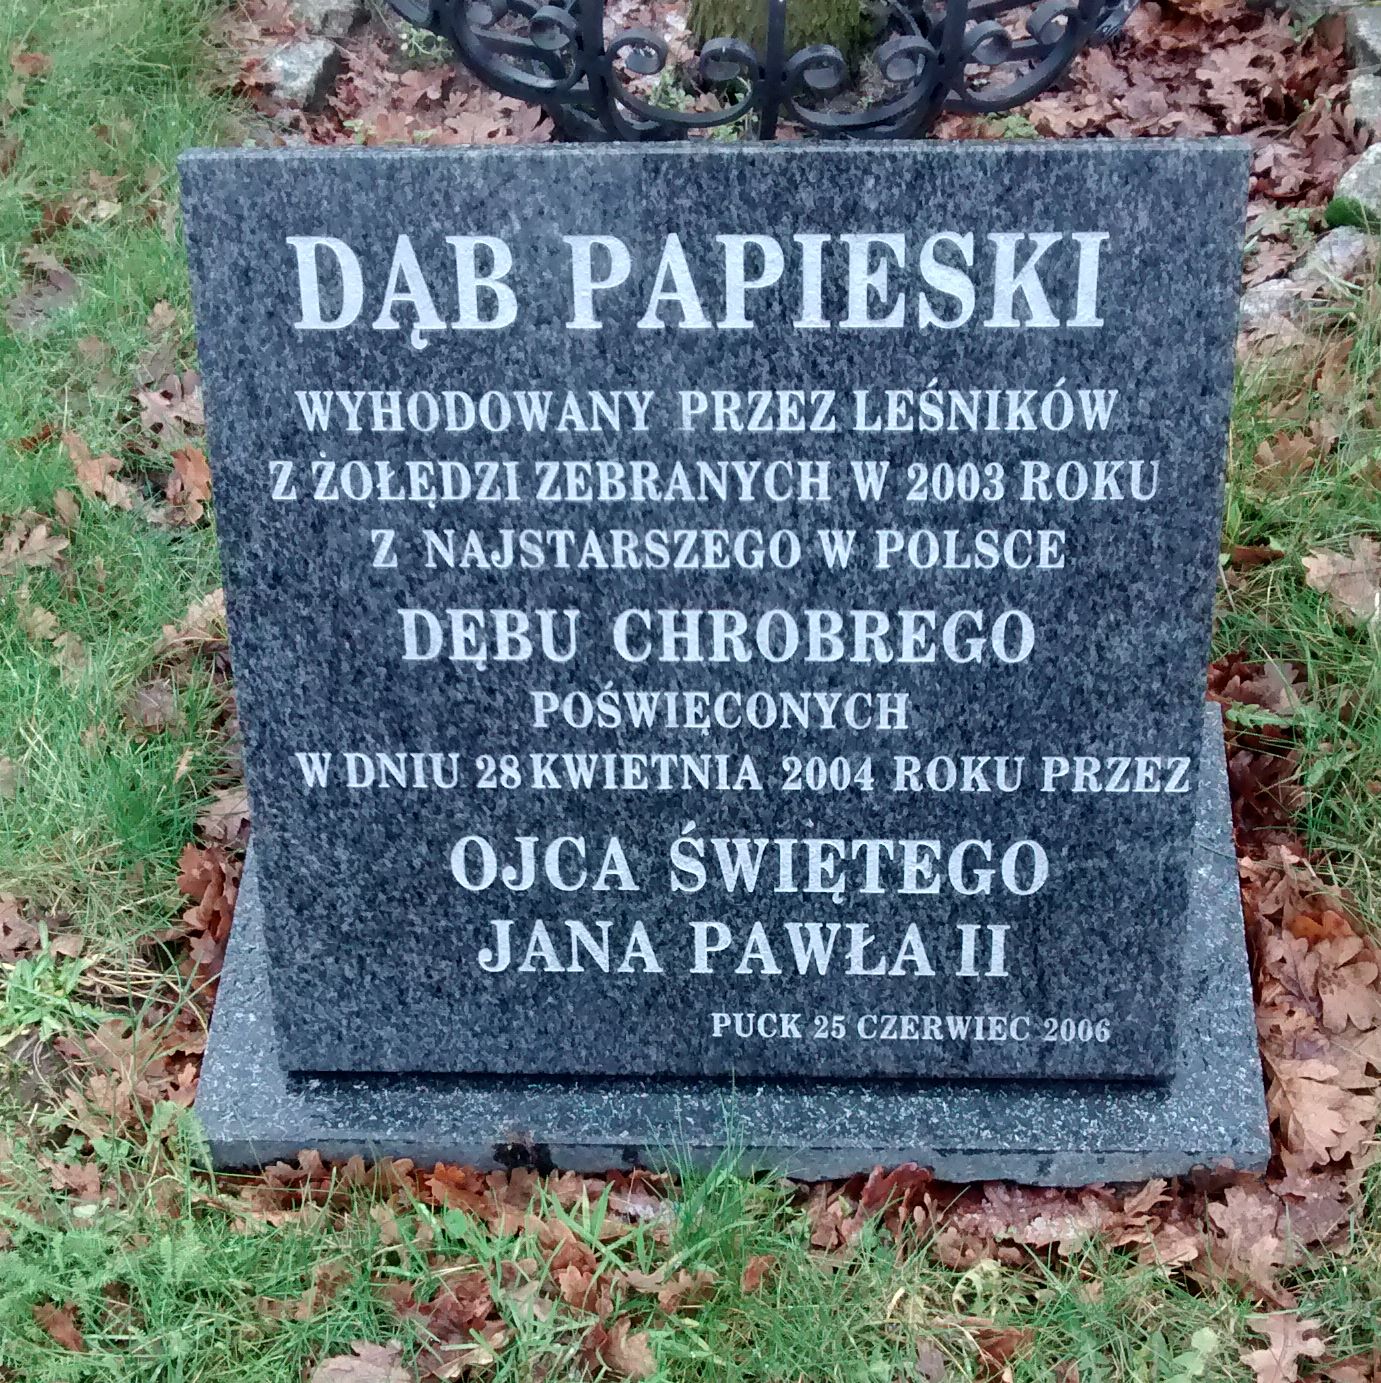 DĄB PAPIESKI
WYHODOWANY PRZEZ LEŚNIKÓW
Z ŻOŁĘDZI ZEBRANYCH W 2003 ROKU
Z NAJSTARSZEGO W POLSCE
DĘBU CHROBREGO
POŚWIĘCONYCH
W DNIU 28 KWIETNIA 2004 ROKU PRZEZ
OJCA ŚWIĘTEGO
JANA PAWŁA II
PUCK 25 CZERWIEC 2006